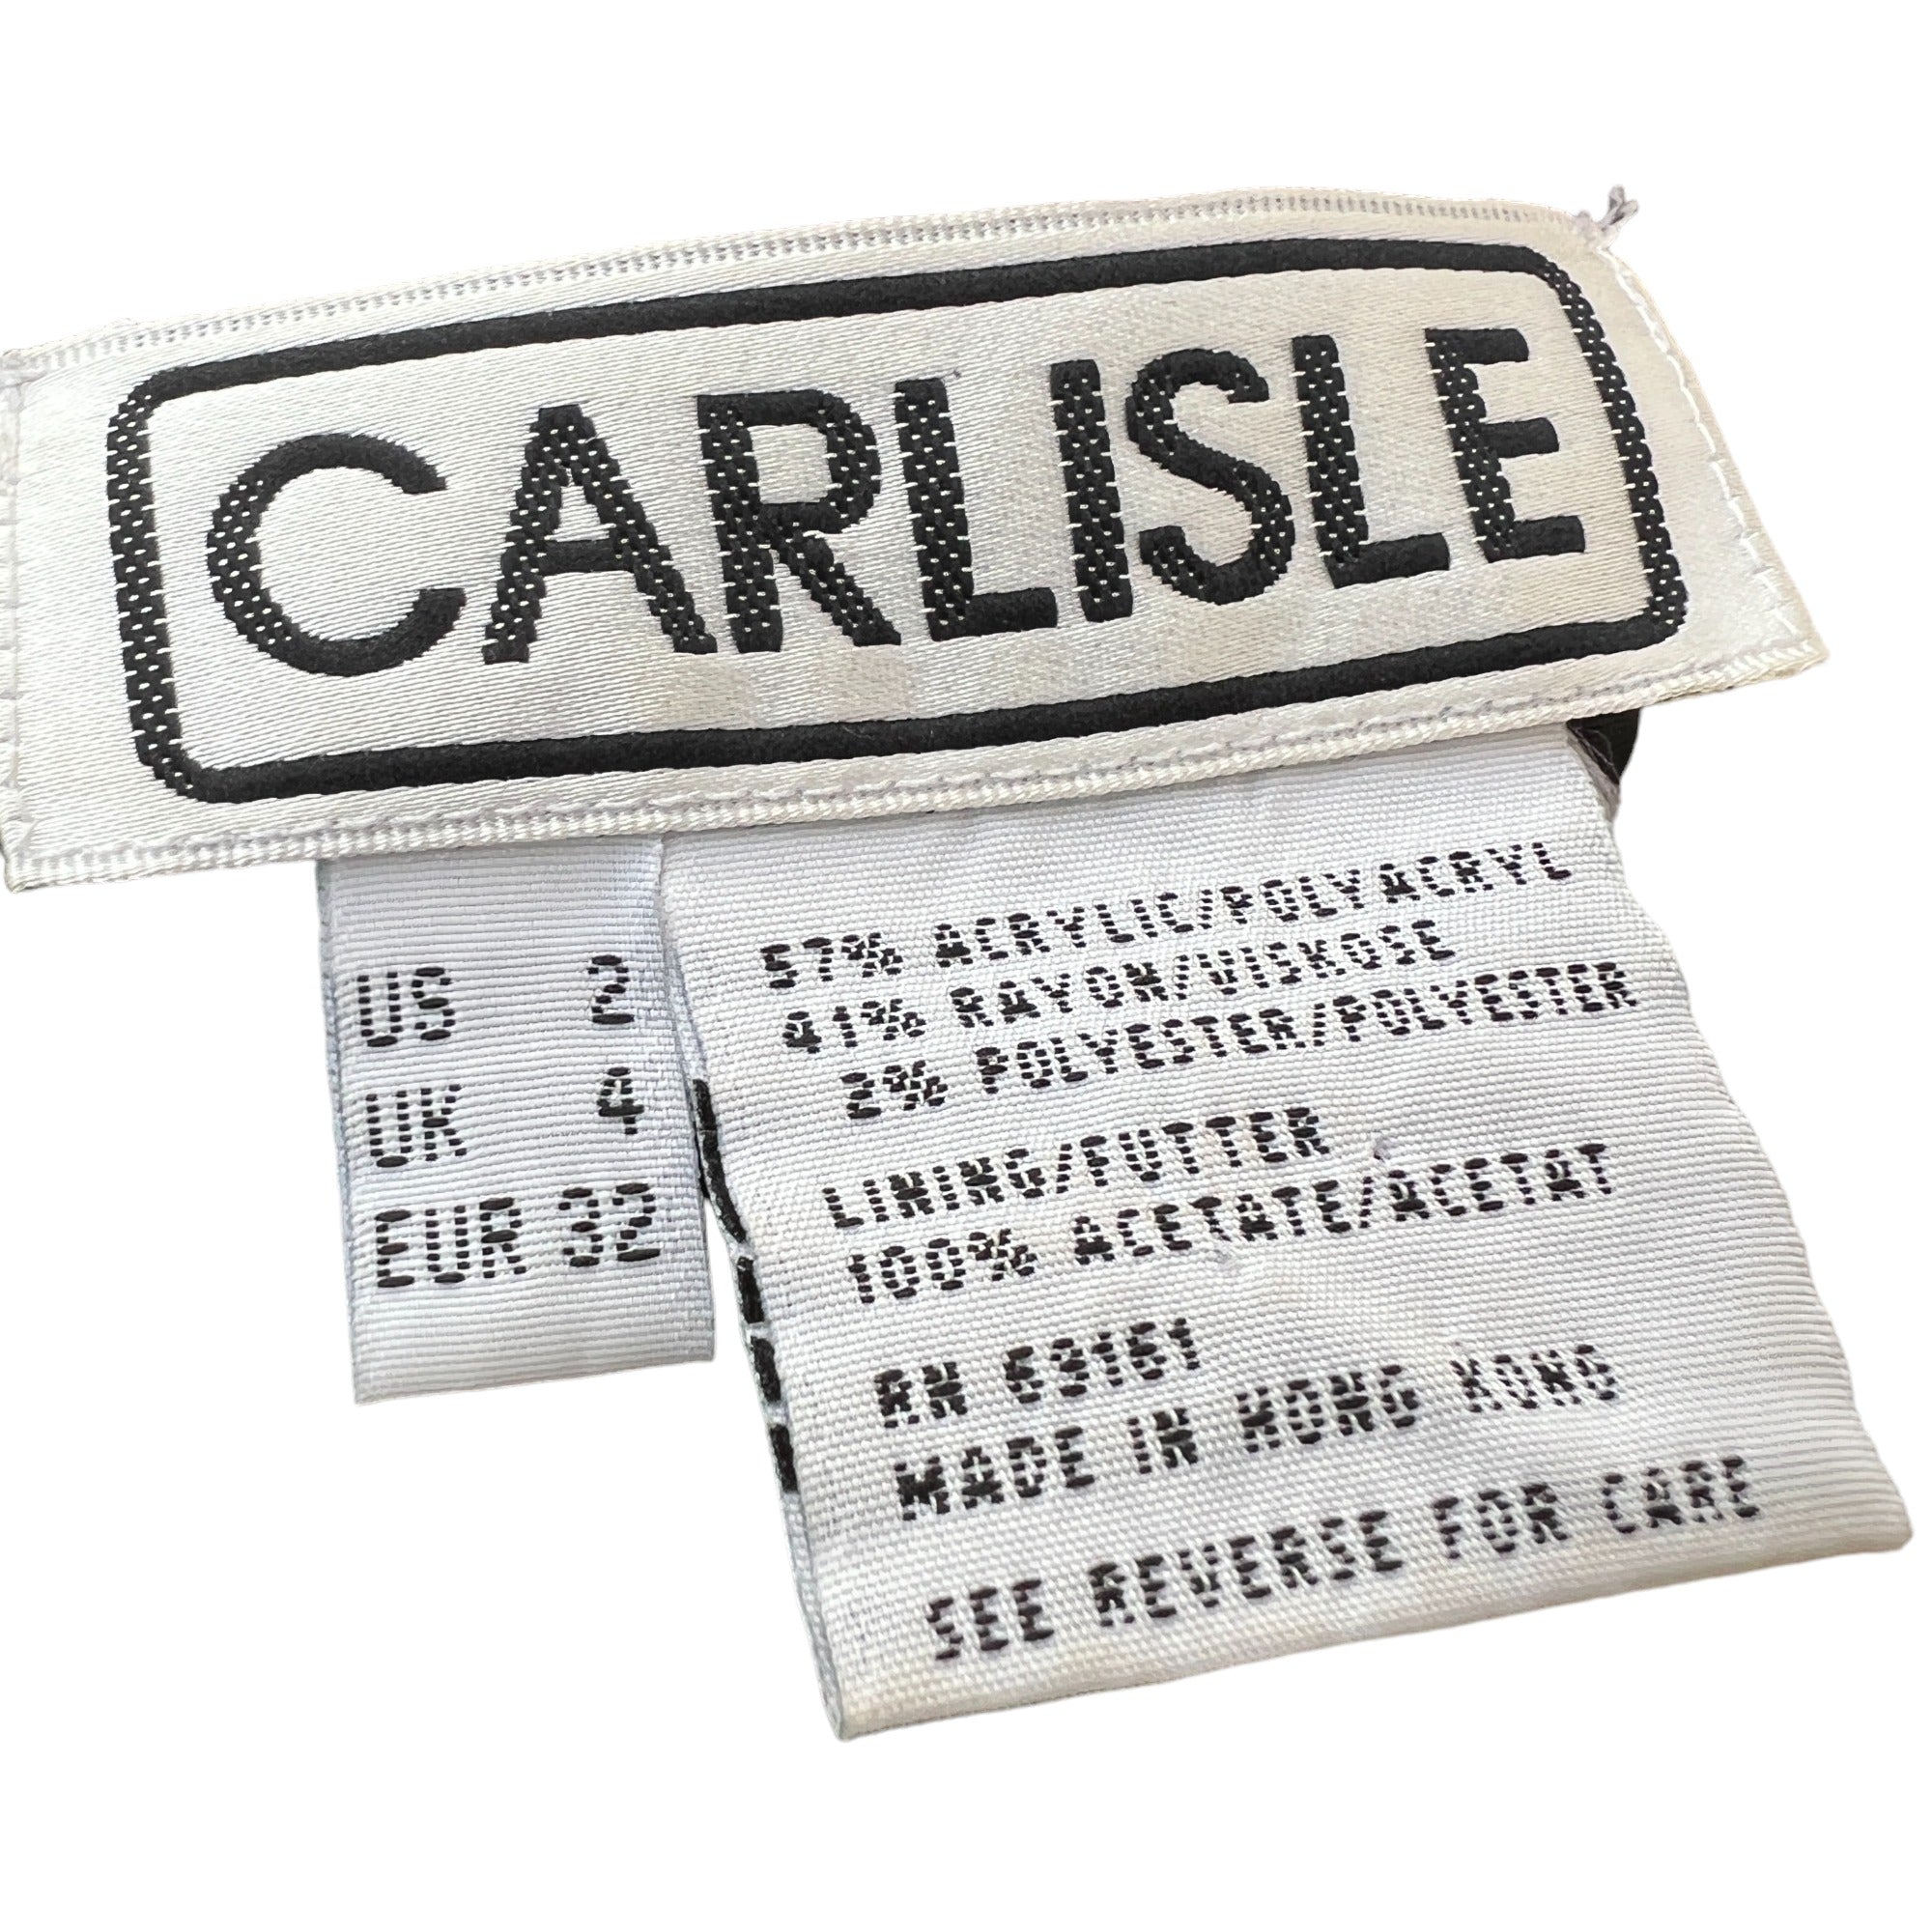 CARLISLE
US 2
UK 4
EUR 32
57% ACRYLIC/POLYACRYL
41% RAYON/VISKOSE
2% POLYESTER/POLYESTER
LINING/FUTTER
100% ACETATE/ACETAT
RN 69161
MADE IN HONG KONG
SEE REVERSE FOR CARE